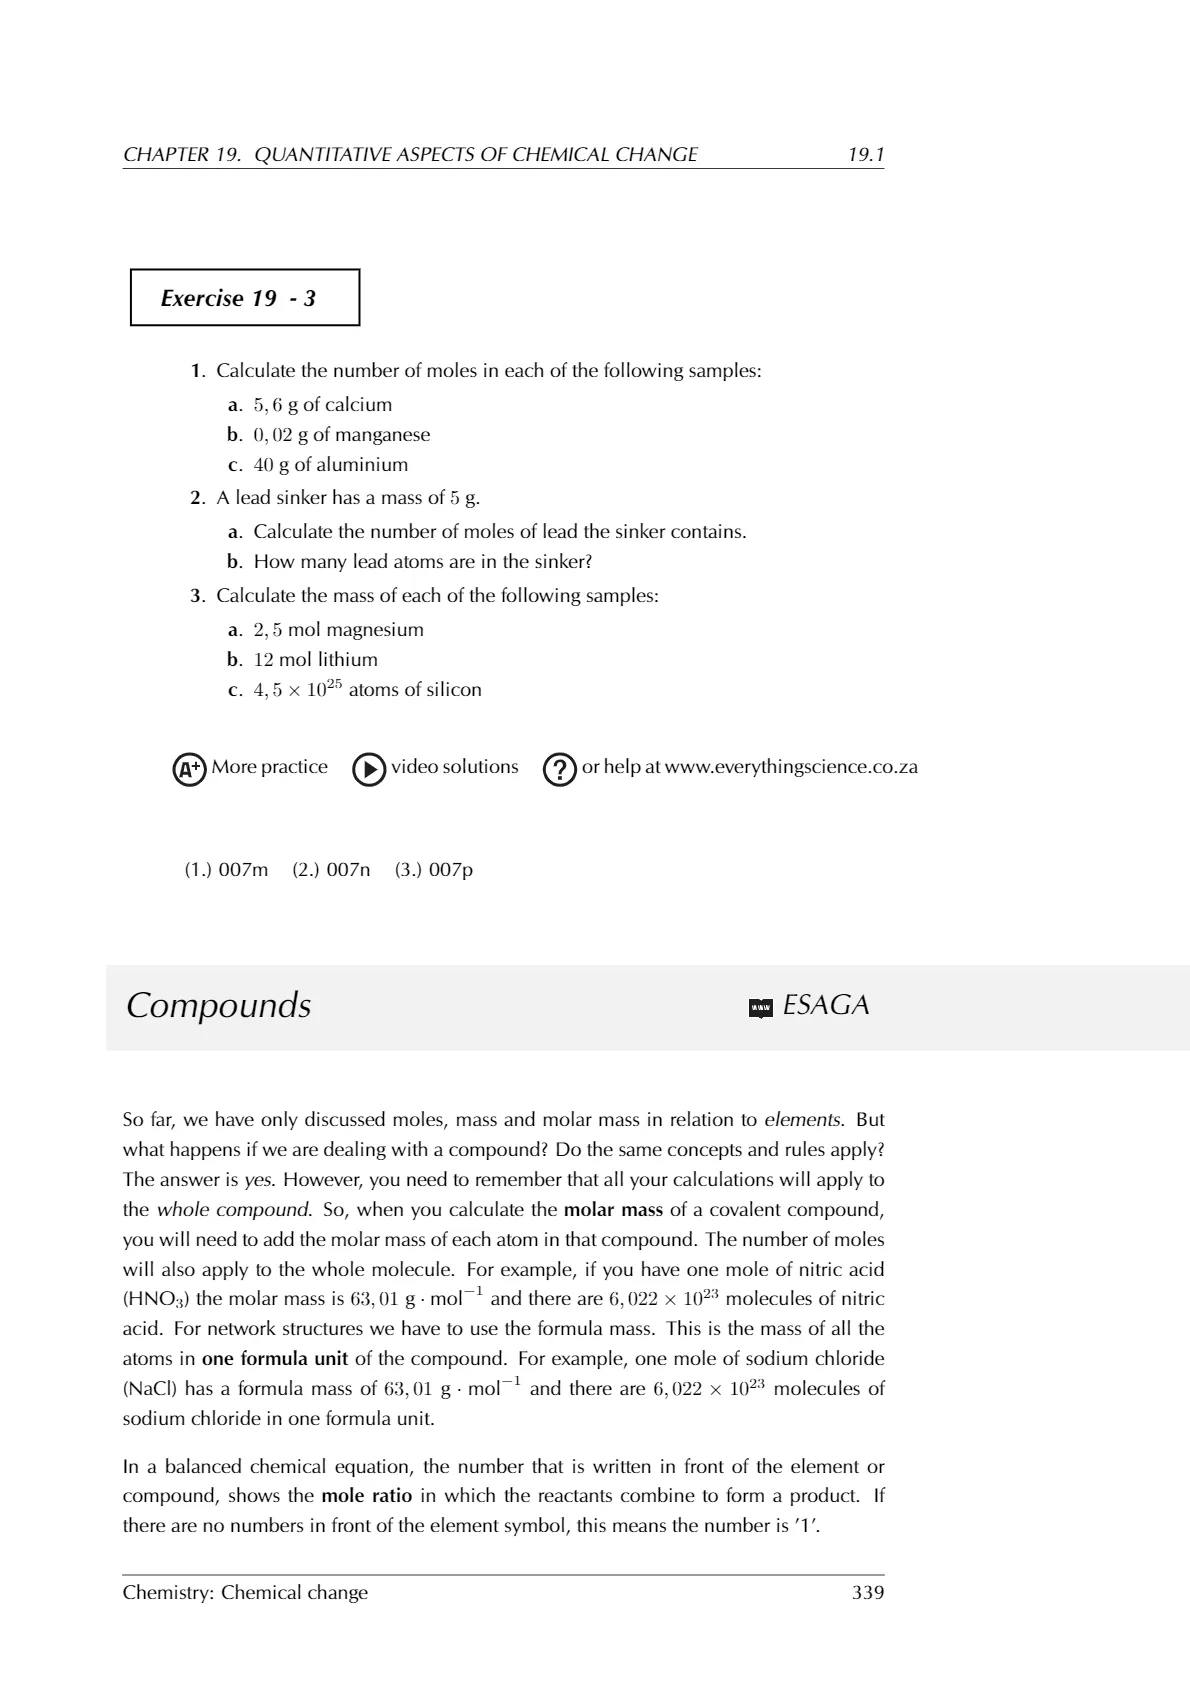 CHAPTER 19. QUANTITATIVE ASPECTS OF CHEMICAL CHANGE 19.1
Exercise 19 - 3
1. Calculate the number of moles in each of the following samples:
a. 5, 6 g of calcium
b. 0, 02 g of manganese
c. 40 g of aluminium
2. A lead sinker has a mass of 5 g.
a. Calculate the number of moles of lead the sinker contains.
b. How many lead atoms are in the sinker?
3. Calculate the mass of each of the following samples:
a. 2, 5 mol magnesium
b. 12 mol lithium
c. 4, 5 × 10²⁵ atoms of silicon
A+ More practice video solutions ? or help at www.everythingscience.co.za
(1.) 007m (2.) 007n (3.) 007p
Compounds www ESAGA
So far, we have only discussed moles, mass and molar mass in relation to elements. But
what happens if we are dealing with a compound? Do the same concepts and rules apply?
The answer is yes. However, you need to remember that all your calculations will apply to
the whole compound. So, when you calculate the molar mass of a covalent compound,
you will need to add the molar mass of each atom in that compound. The number of moles
will also apply to the whole molecule. For example, if you have one mole of nitric acid
(HNO₃) the molar mass is 63, 01 g · mol⁻¹ and there are 6, 022 × 10²³ molecules of nitric
acid. For network structures we have to use the formula mass. This is the mass of all the
atoms in one formula unit of the compound. For example, one mole of sodium chloride
(NaCl) has a formula mass of 63, 01 g · mol⁻¹ and there are 6, 022 × 10²³ molecules of
sodium chloride in one formula unit.
In a balanced chemical equation, the number that is written in front of the element or
compound, shows the mole ratio in which the reactants combine to form a product. If
there are no numbers in front of the element symbol, this means the number is ’1’.
Chemistry: Chemical change 339